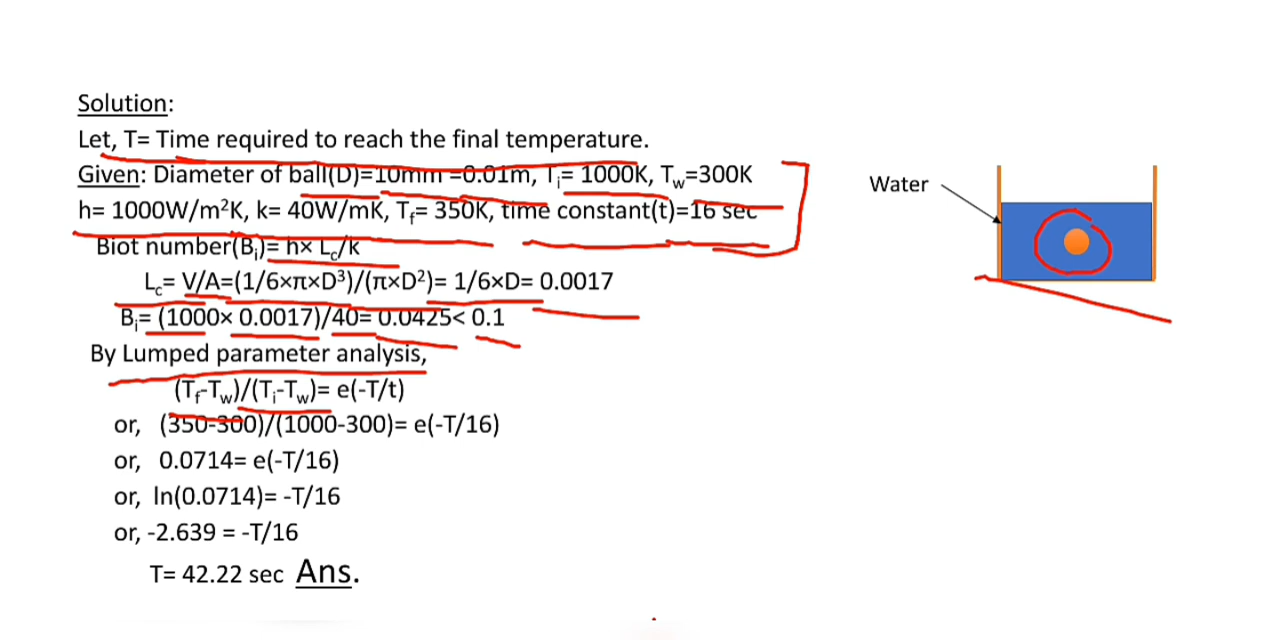 Solution:
Let, T= Time required to reach the final temperature.
Given: Diameter of ball(D)=10mm =0.01m, Tᵢ= 1000K, T_w=300K
h= 1000W/m²K, k= 40W/mK, T_f= 350K, time constant(t)=16 sec
Biot number(Bᵢ)= h× L_c/k
L_c= V/A=(1/6×π×D³)/(π×D²)= 1/6×D= 0.0017
Bᵢ= (1000× 0.0017)/40= 0.0425< 0.1
By Lumped parameter analysis,
(T_f-T_w)/(Tᵢ-T_w)= e(-T/t)
or, (350-300)/(1000-300)= e(-T/16)
or, 0.0714= e(-T/16)
or, ln(0.0714)= -T/16
or, -2.639 = -T/16
T= 42.22 sec Ans.
Water